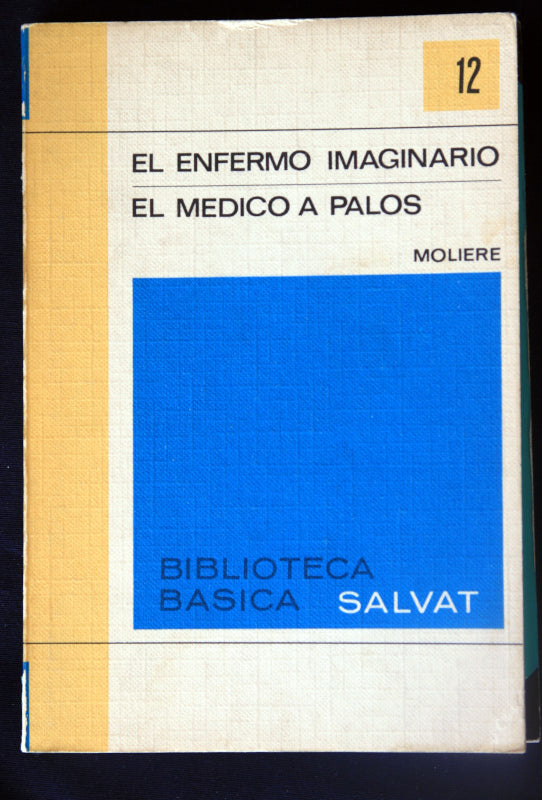 12
EL ENFERMO IMAGINARIO
EL MEDICO A PALOS
MOLIERE
BIBLIOTECA
BASICA SALVAT